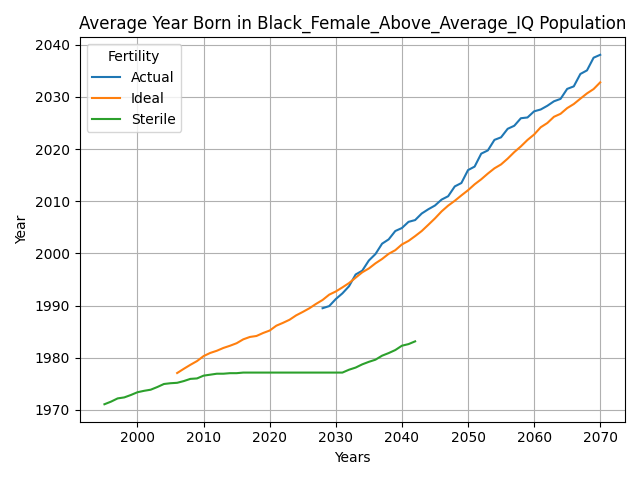 Average Year Born in Black_Female_Above_Average_IQ Population
Fertility
Actual
Ideal
Sterile
Year
2040
2030
2020
2010
2000
1990
1980
1970
2000 2010 2020 2030 2040 2050 2060 2070
Years